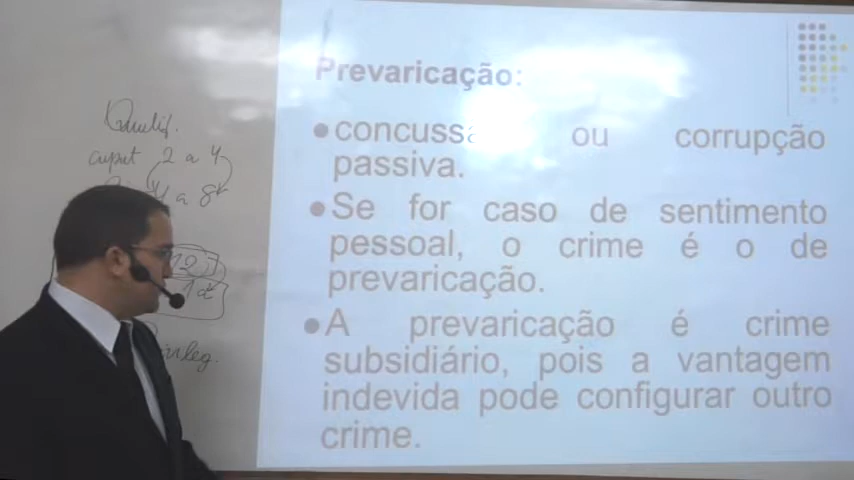 Prevaricação:
concussã ou corrupção
passiva.
Se for caso de sentimento
pessoal, o crime é o de
prevaricação.
A prevaricação é crime
subsidiário, pois a vantagem
indevida pode configurar outro
crime.
Qualif.
caput 2 a 4
a 8